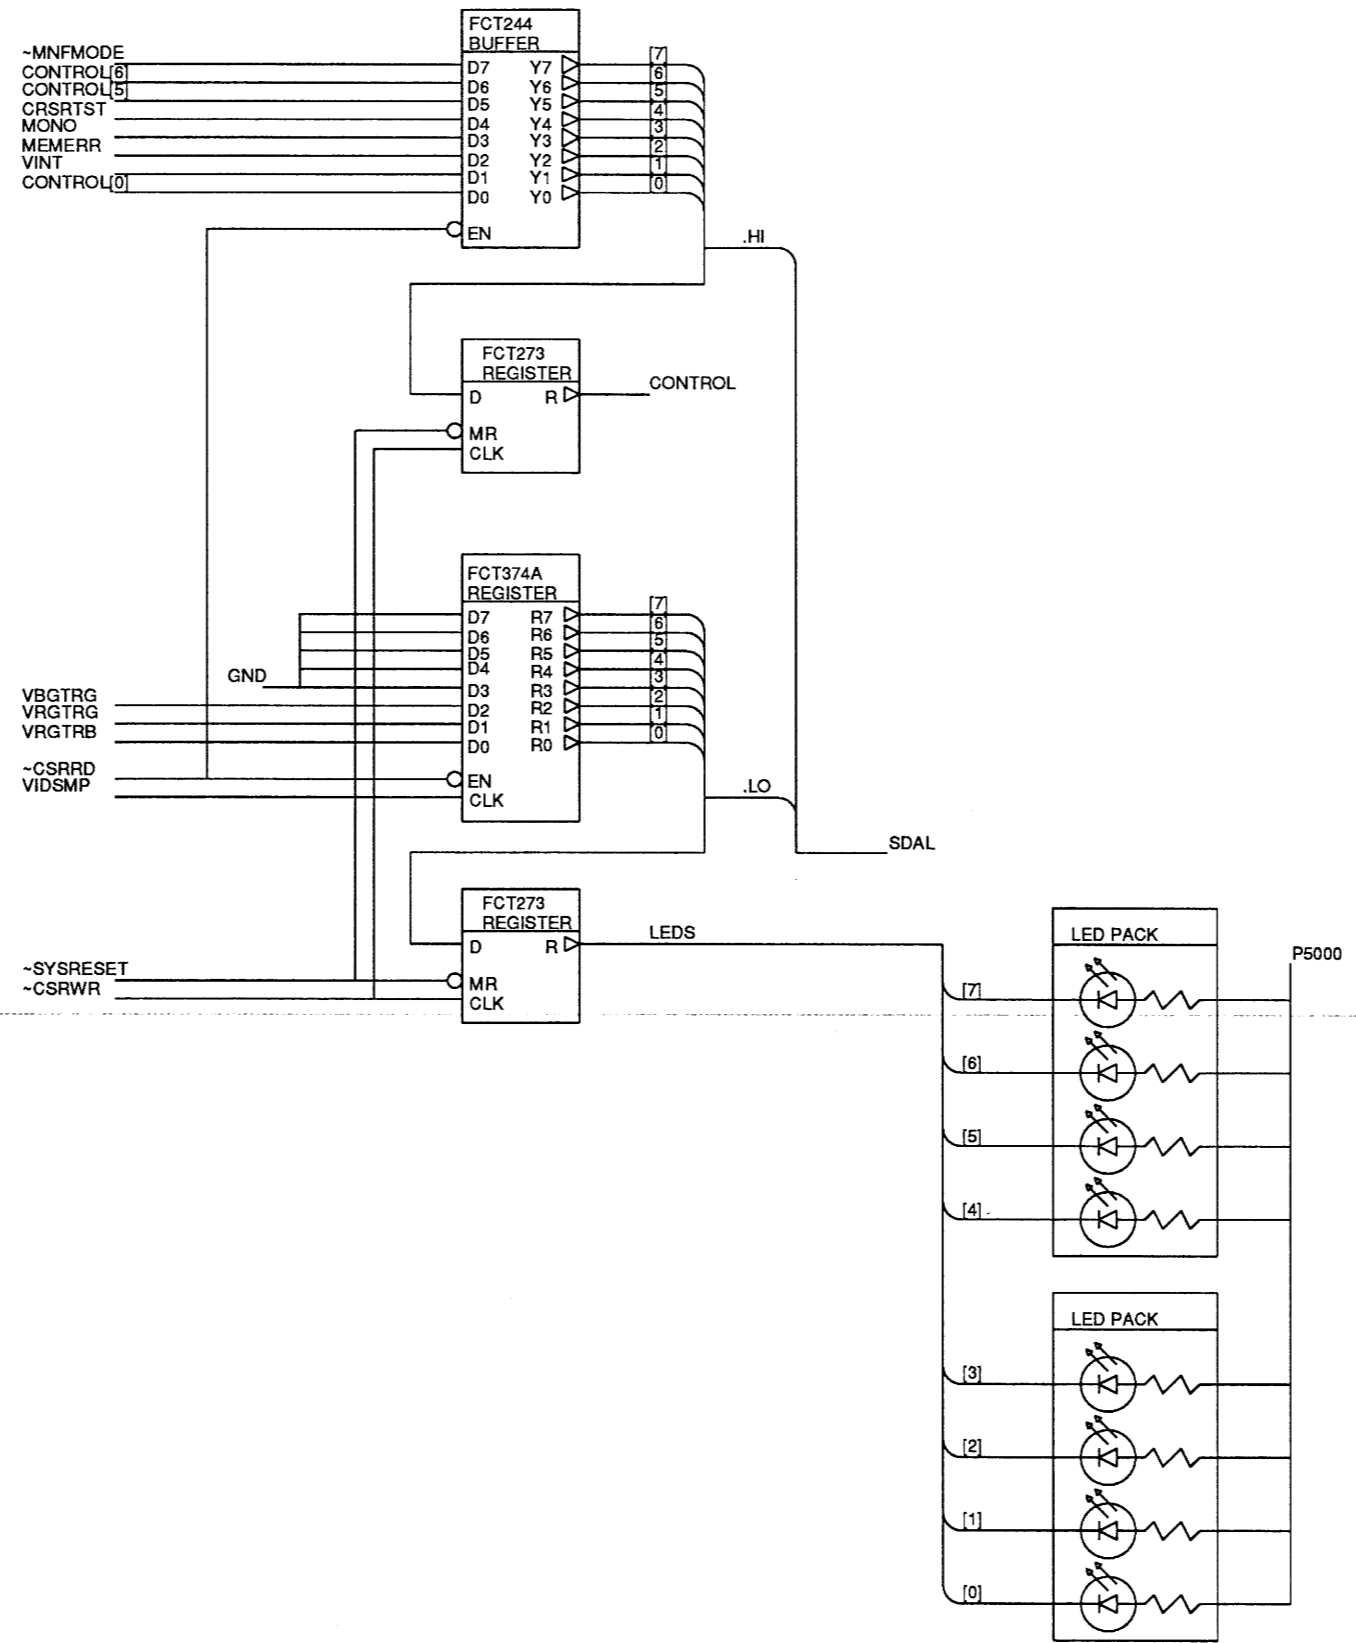 FCT244
BUFFER
~MNFMODE
CONTROL[6]
CONTROL[5]
CRSRTST
MONO
MEMERR
VINT
CONTROL[0]
D7 Y7 [7]
D6 Y6 [6]
D5 Y5 [5]
D4 Y4 [4]
D3 Y3 [3]
D2 Y2 [2]
D1 Y1 [1]
D0 Y0 [0]
EN
.HI
FCT273
REGISTER
D R CONTROL
MR
CLK
FCT374A
REGISTER
D7 R7 [7]
D6 R6 [6]
D5 R5 [5]
D4 R4 [4]
GND D3 R3 [3]
VBGTRG D2 R2 [2]
VRGTRG D1 R1 [1]
VRGTRB D0 R0 [0]
~CSRRD EN
VIDSMP CLK
.LO
SDAL
FCT273
REGISTER
D R LEDS
~SYSRESET MR
~CSRWR CLK
LED PACK
P5000
[7]
[6]
[5]
[4]
LED PACK
[3]
[2]
[1]
[0]